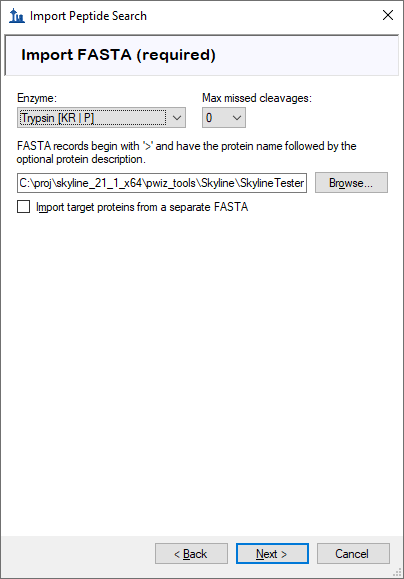 Import Peptide Search
Import FASTA (required)
Enzyme: Max missed cleavages:
Trypsin [KR | P] 0
FASTA records begin with '>' and have the protein name followed by the
optional protein description.
C:\proj\skyline_21_1_x64\pwiz_tools\Skyline\SkylineTester Browse...
Import target proteins from a separate FASTA
< Back Next > Cancel